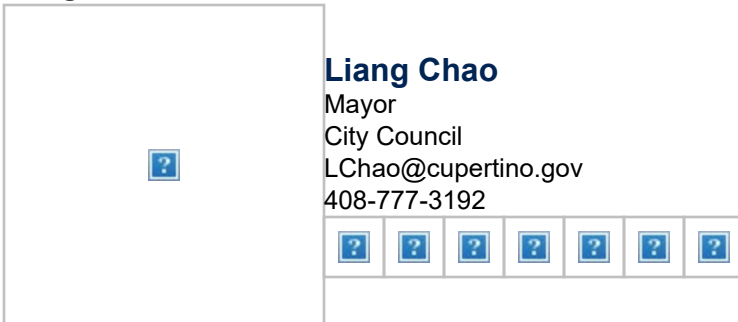 Liang Chao
Mayor
City Council
LChao@cupertino.gov
408-777-3192